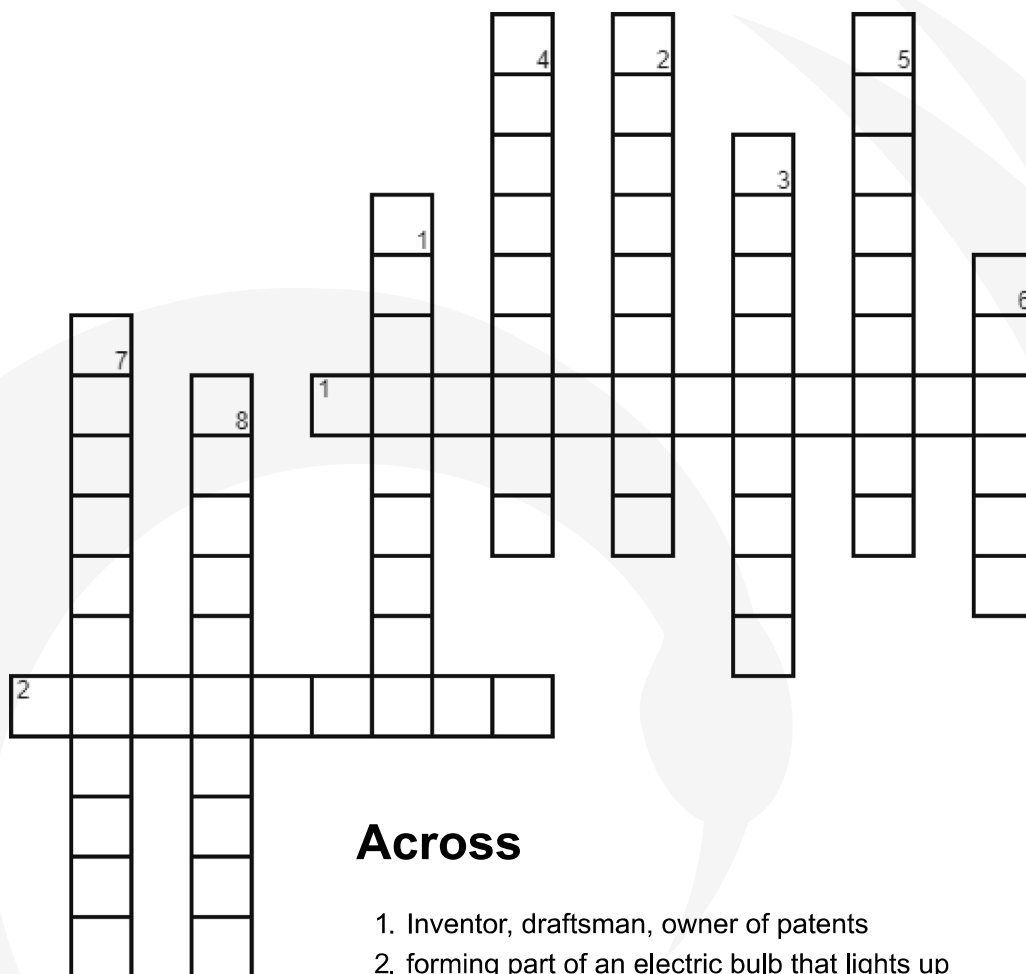 4 2 5
3
1
6
7
1
8
2
Across
1. Inventor, draftsman, owner of patents
2. forming part of an electric bulb that lights up